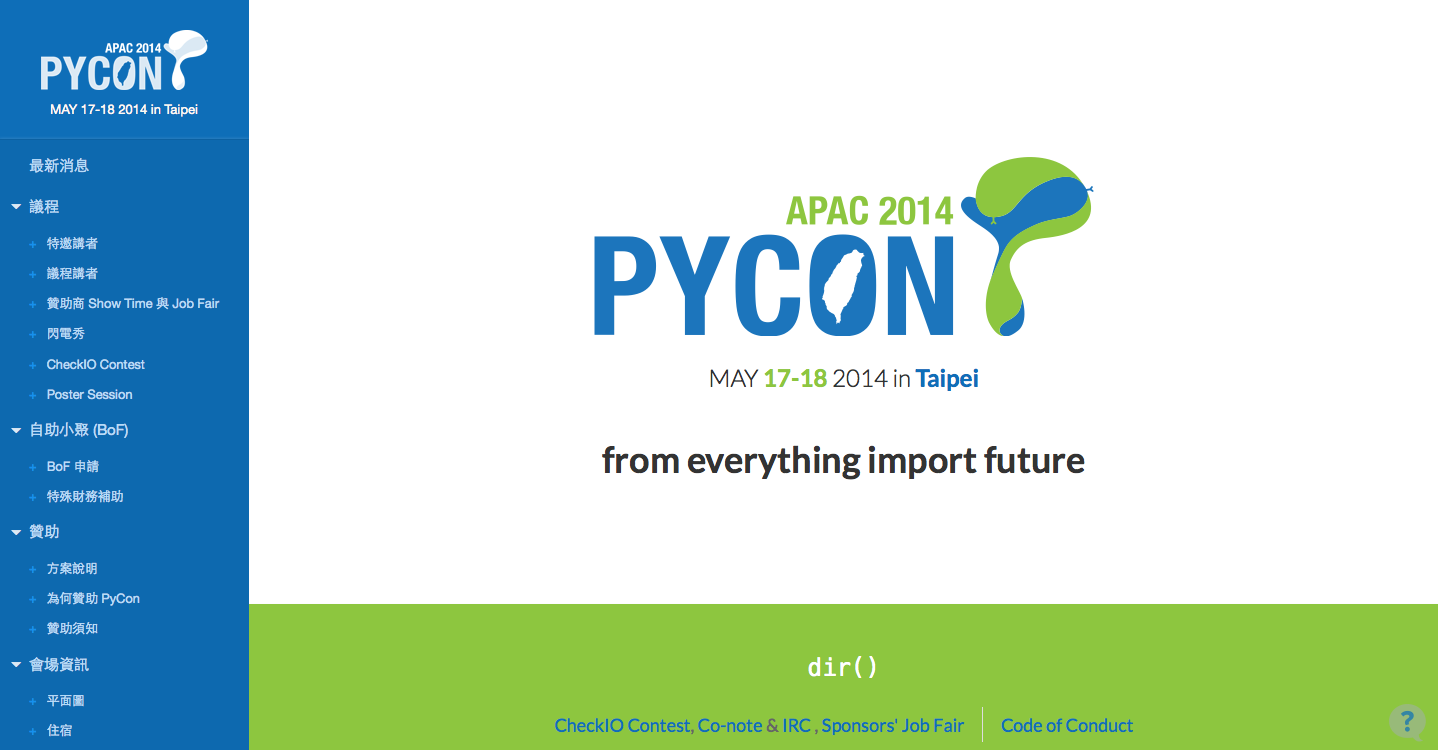 APAC 2014
PYCON
MAY 17-18 2014 in Taipei
最新消息
議程
特邀講者
議程講者
贊助商 Show Time 與 Job Fair
閃電秀
CheckIO Contest
Poster Session
自助小聚 (BoF)
BoF 申請
特殊財務補助
贊助
方案說明
為何贊助 PyCon
贊助須知
會場資訊
平面圖
住宿
APAC 2014
PYCON
MAY 17-18 2014 in Taipei
from everything import future
dir()
CheckIO Contest, Co-note & IRC , Sponsors' Job Fair
Code of Conduct
?